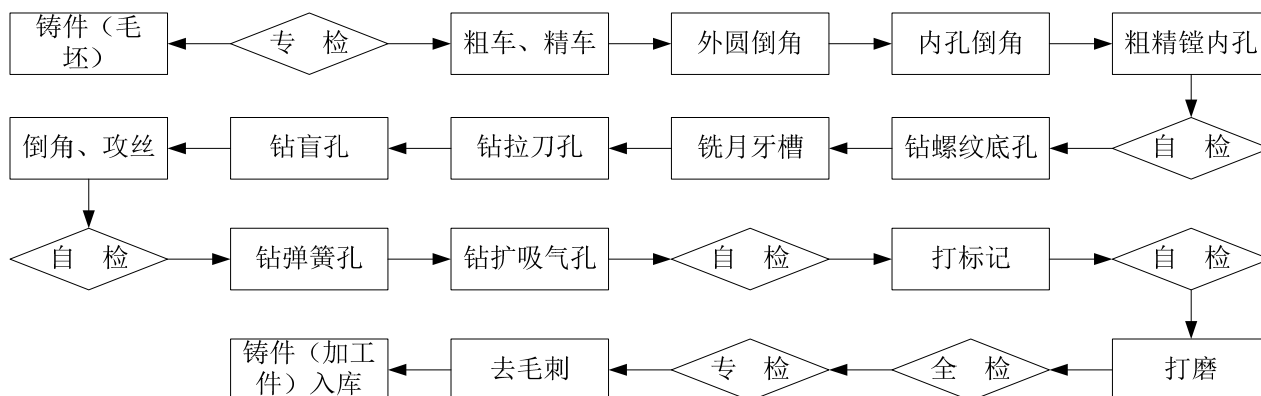 铸件（毛
坯）
专 检
粗车、精车
外圆倒角
内孔倒角
粗精镗内孔
倒角、攻丝
钻盲孔
钻拉刀孔
铣月牙槽
钻螺纹底孔
自 检
自 检
钻弹簧孔
钻扩吸气孔
自 检
打标记
自 检
铸件（加工
件）入库
去毛刺
专 检
全 检
打磨